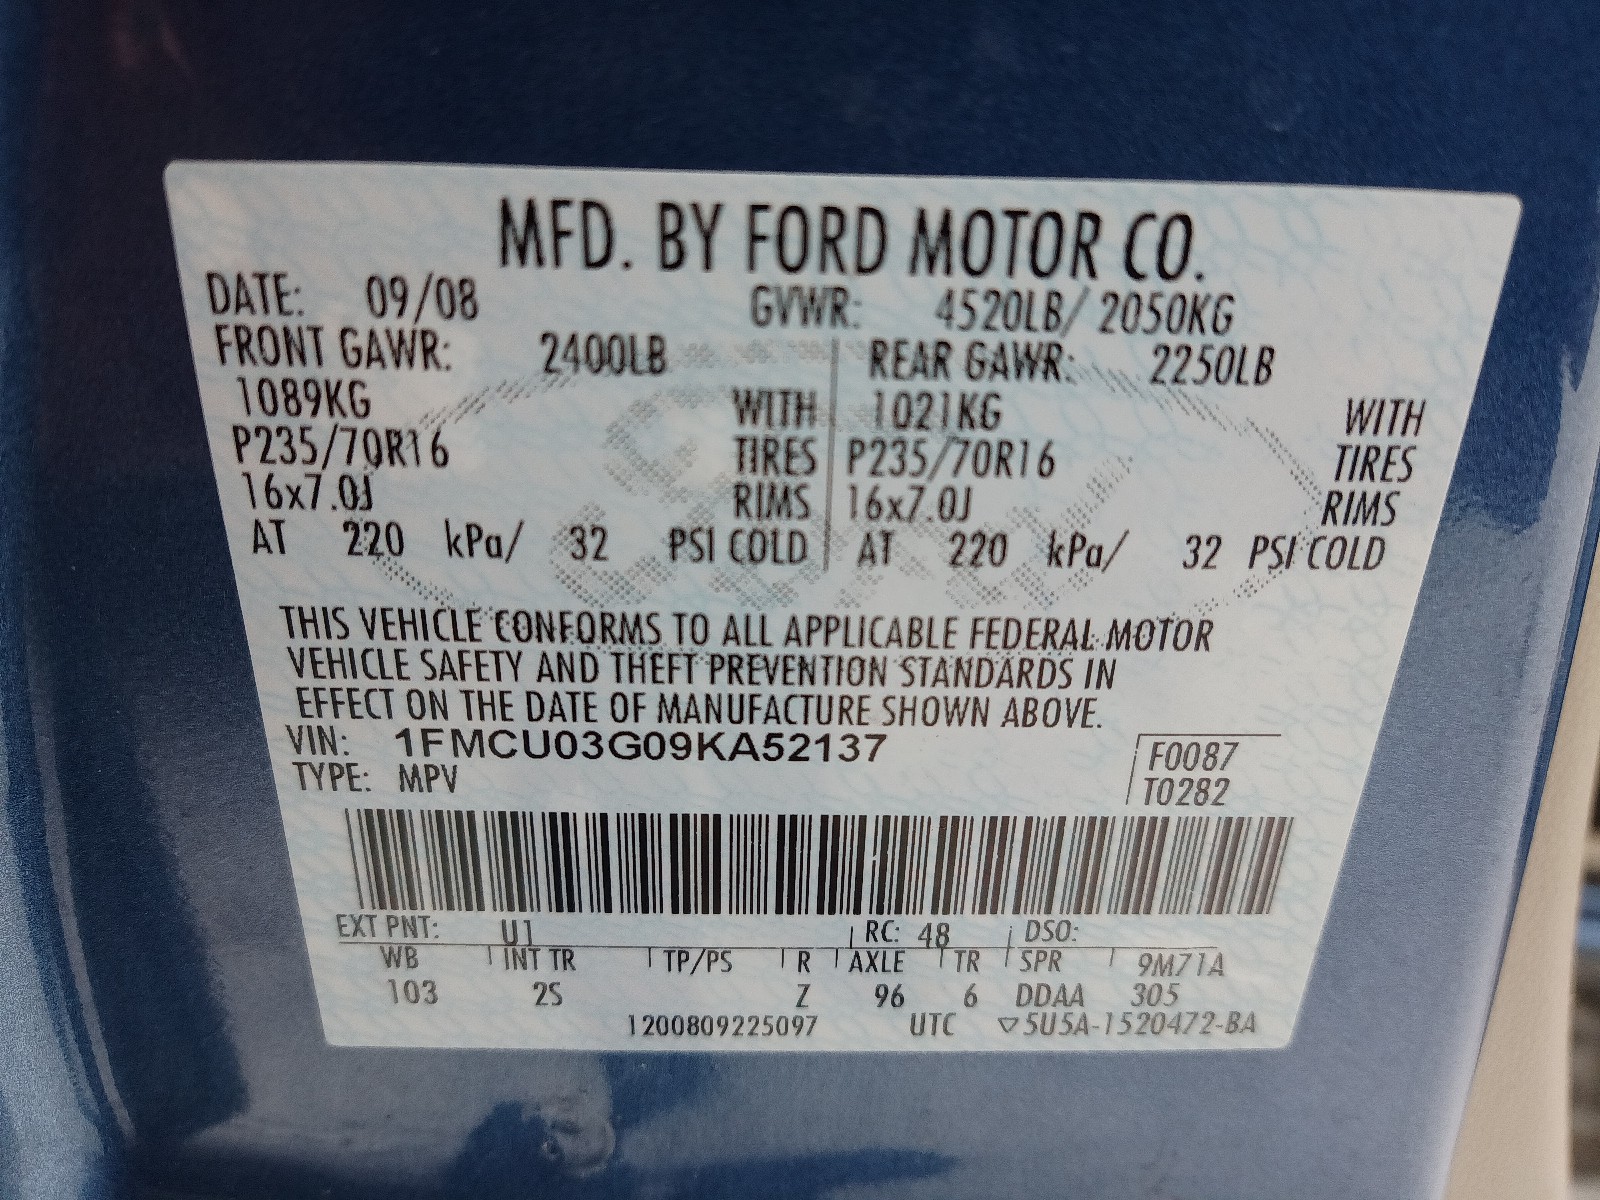 MFD. BY FORD MOTOR CO.
DATE: 09/08 GVWR: 4520LB/ 2050KG
FRONT GAWR: 2400LB REAR GAWR: 2250LB
1089KG WITH 1021KG WITH
P235/70R16 TIRES P235/70R16 TIRES
16x7.0J RIMS 16x7.0J RIMS
AT 220 kPa/ 32 PSI COLD AT 220 kPa/ 32 PSI COLD
THIS VEHICLE CONFORMS TO ALL APPLICABLE FEDERAL MOTOR
VEHICLE SAFETY AND THEFT PREVENTION STANDARDS IN
EFFECT ON THE DATE OF MANUFACTURE SHOWN ABOVE.
VIN: 1FMCU03G09KA52137 F0087
TYPE: MPV T0282
EXT PNT: U1 RC: 48 DSO:
WB INT TR TP/PS R AXLE TR SPR 9M71A
103 2S Z 96 6 DDAA 305
1200809225097 UTC ▽5U5A-1520472-BA